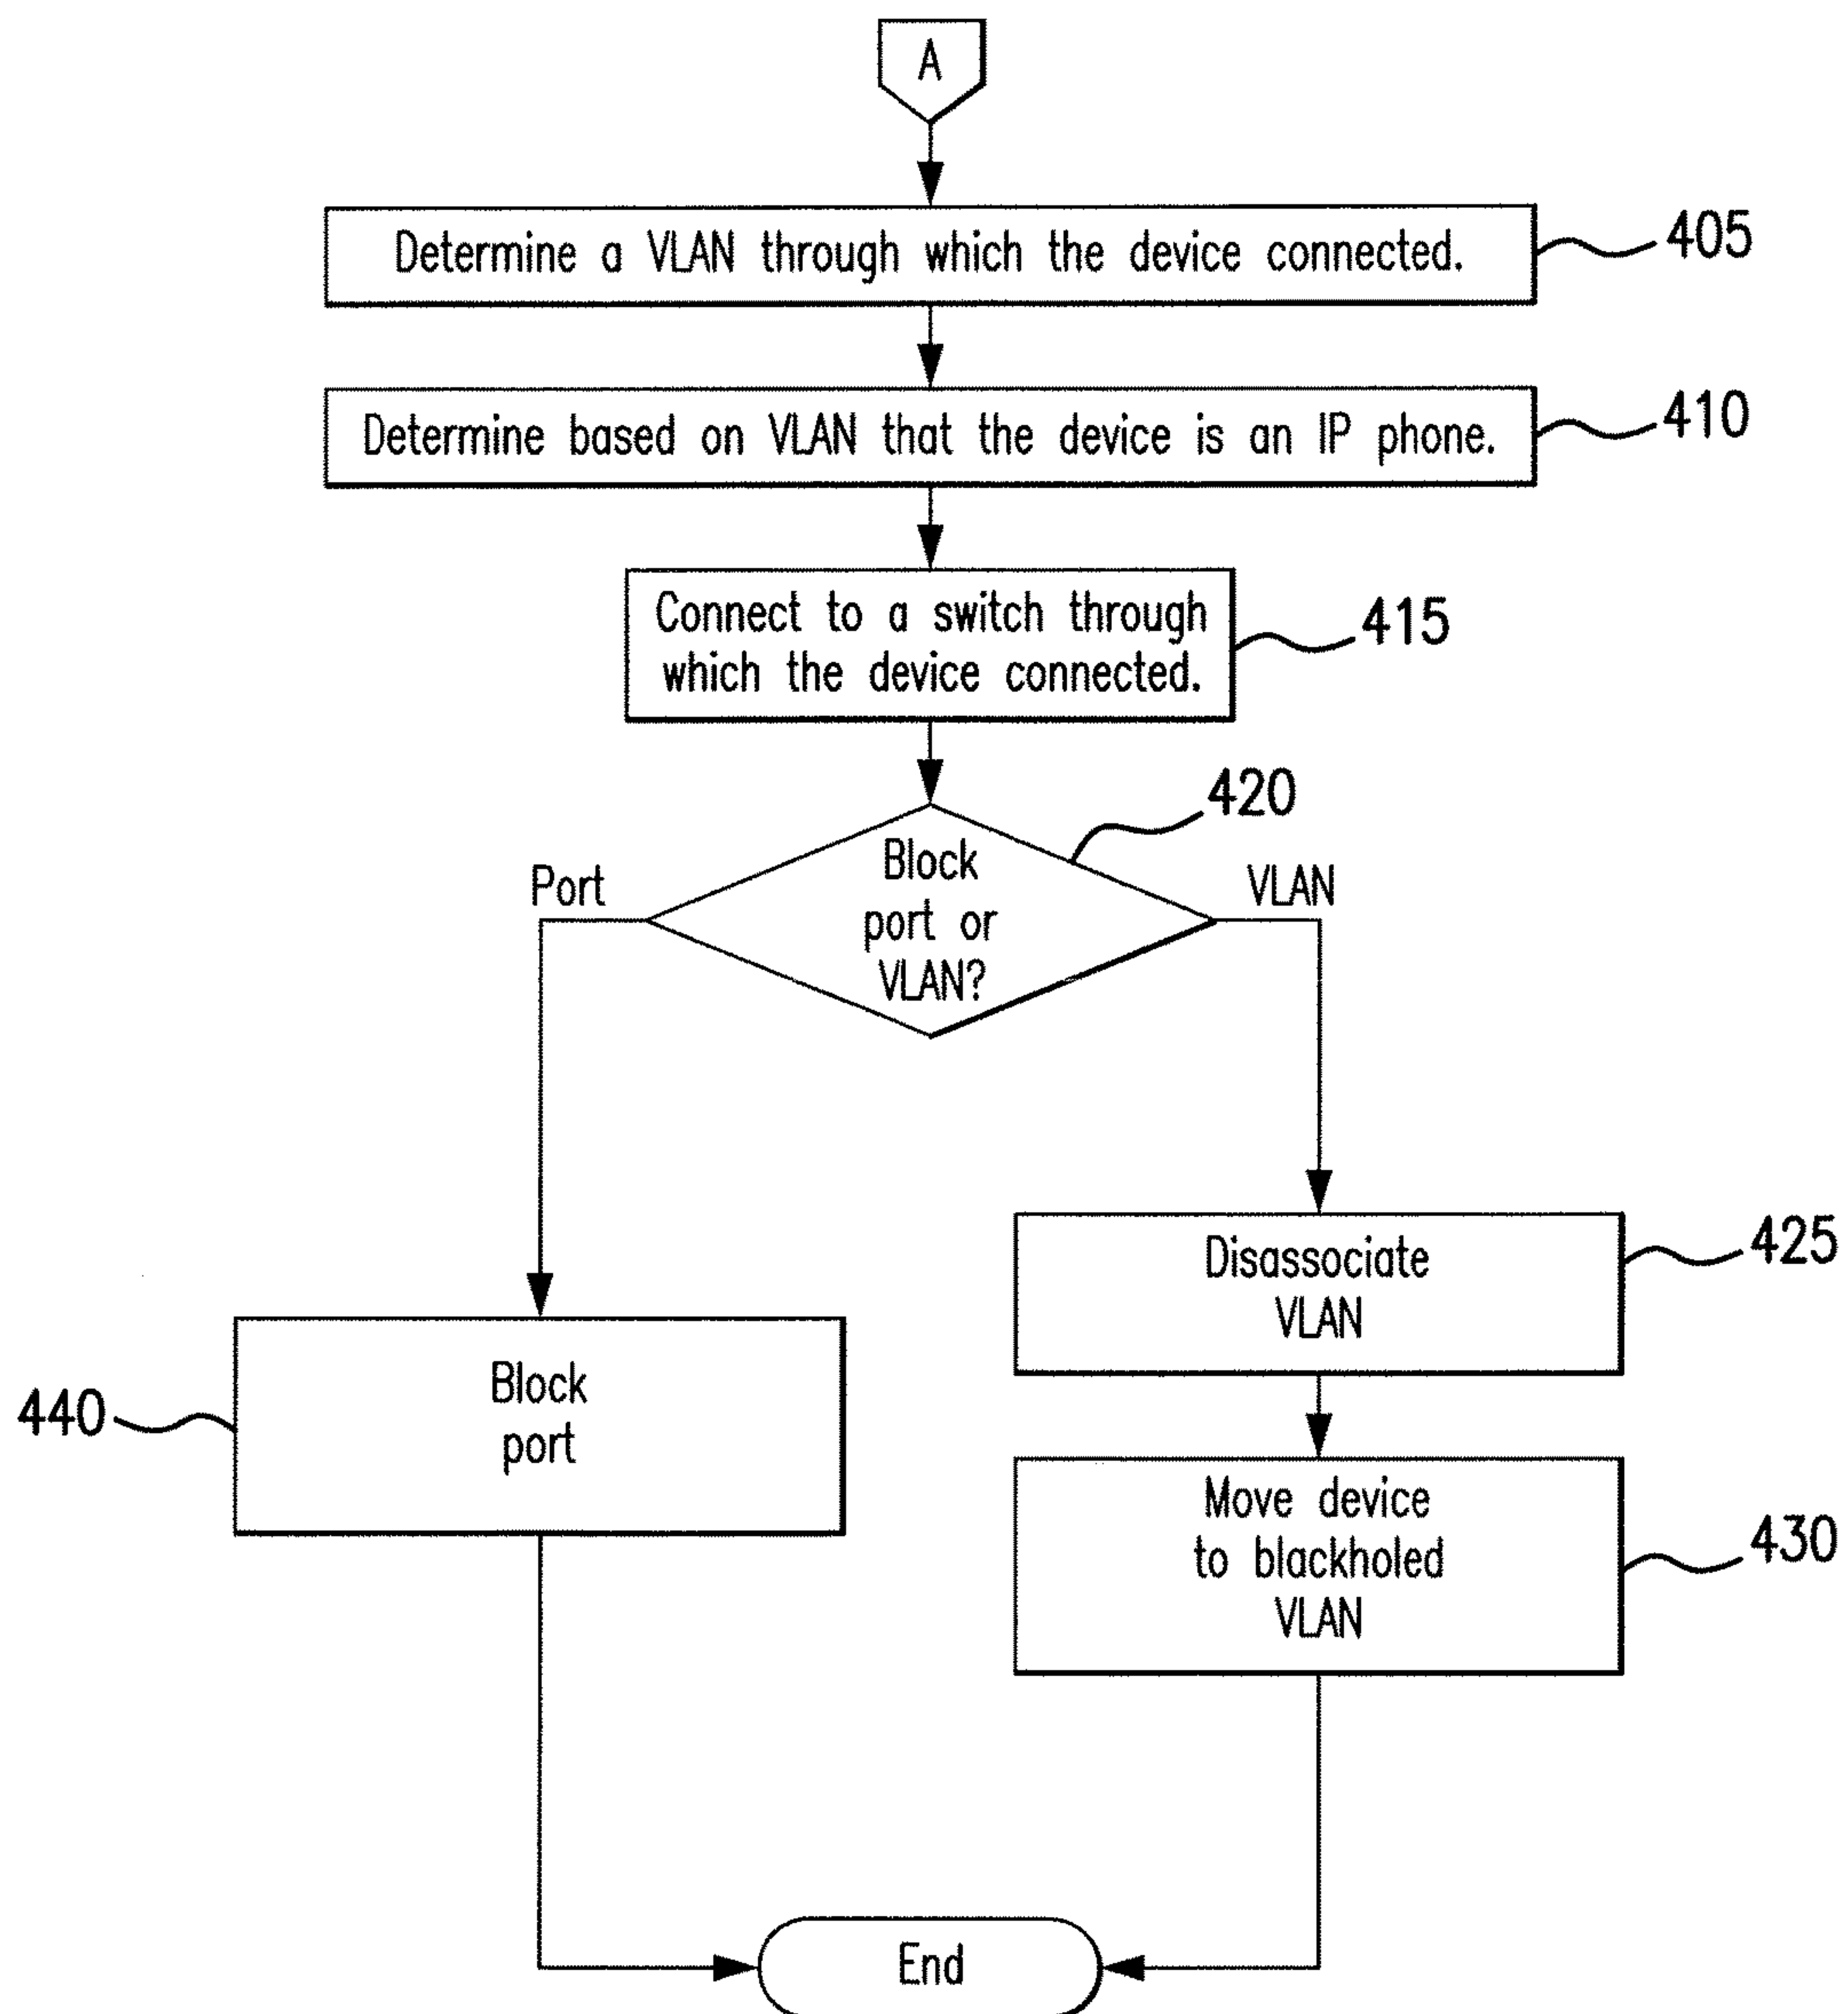 A
Determine a VLAN through which the device connected.
405
Determine based on VLAN that the device is an IP phone.
410
Connect to a switch through
which the device connected.
415
420
Block
port or
VLAN?
Port
VLAN
Disassociate
VLAN
425
Block
port
440
Move device
to blackholed
VLAN
430
End